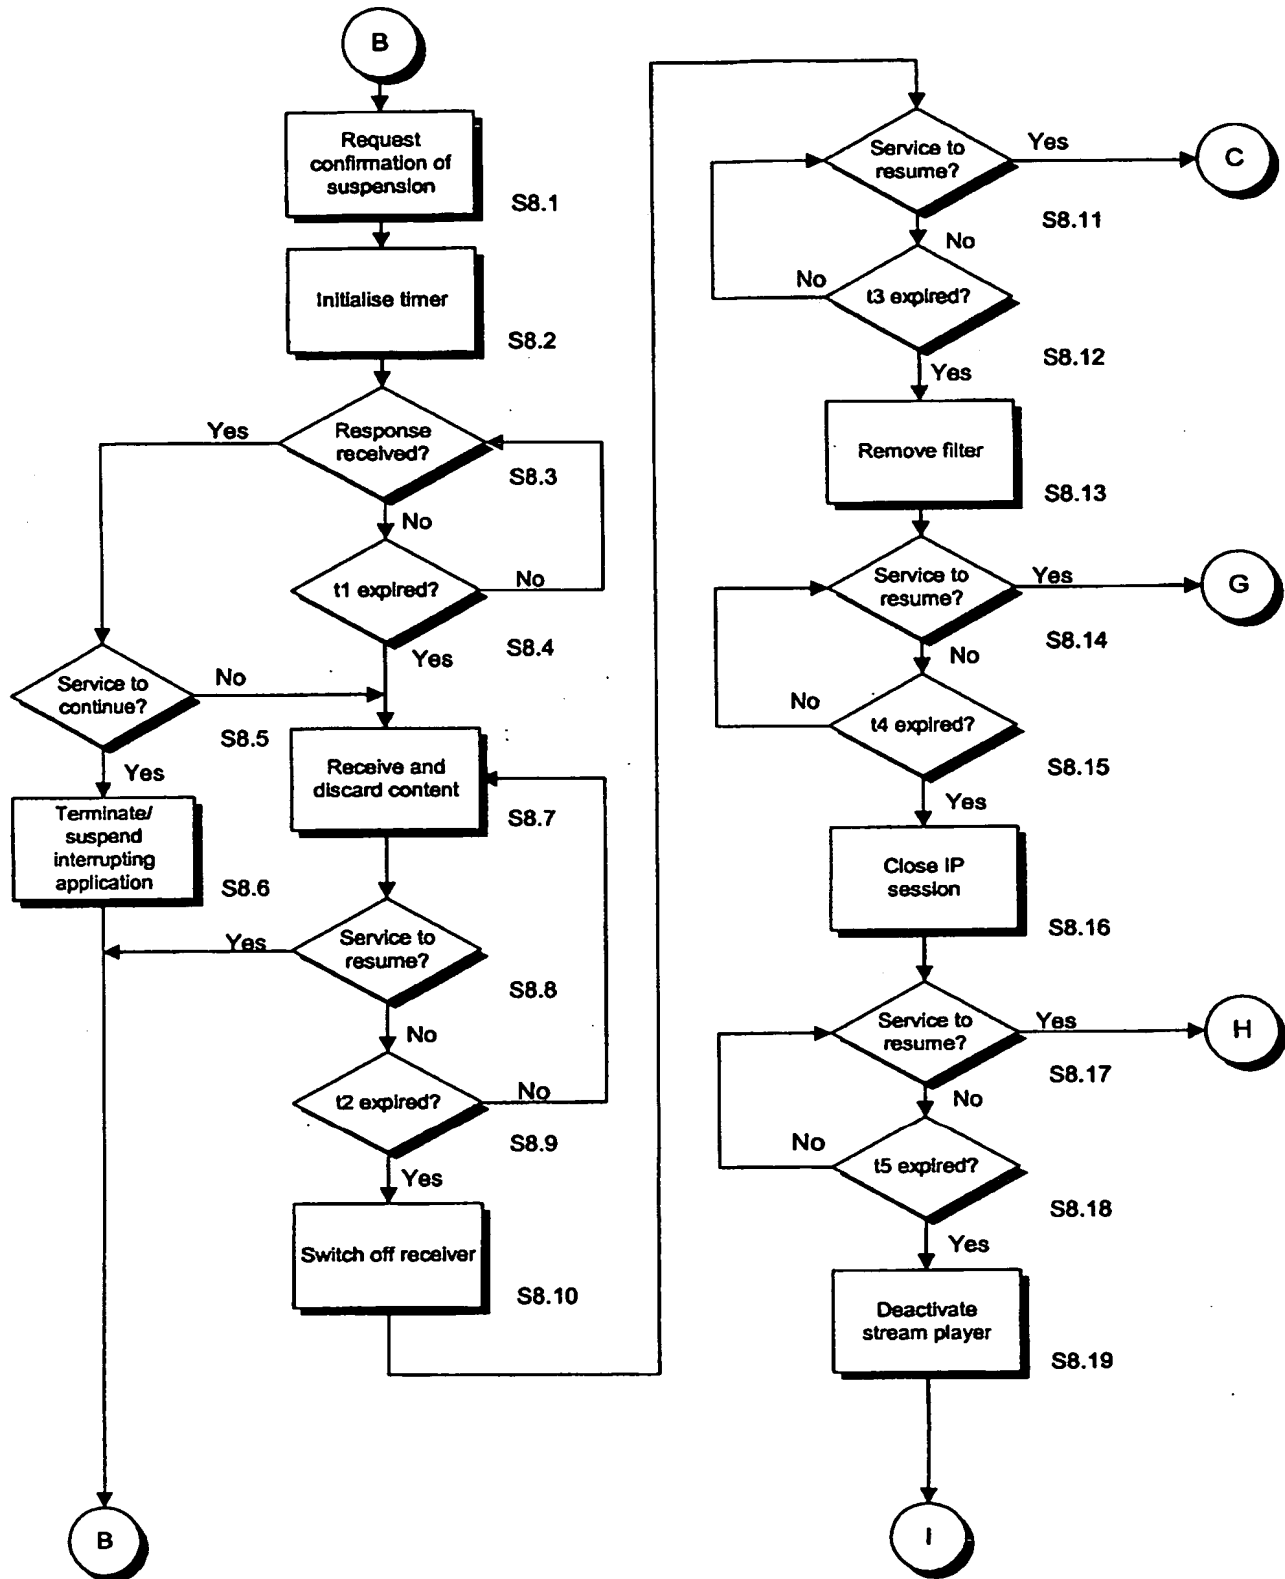 B
Request
confirmation of
suspension
S8.1
Initialise timer
S8.2
Response
received?
Yes
S8.3
No
t1 expired?
No
S8.4
Yes
Service to
continue?
No
S8.5
Yes
Terminate/
suspend
interrupting
application
S8.6
Receive and
discard content
S8.7
Service to
resume?
Yes
S8.8
No
t2 expired?
No
S8.9
Yes
Switch off receiver
S8.10
B
Service to
resume?
Yes
C
S8.11
No
t3 expired?
No
S8.12
Yes
Remove filter
S8.13
Service to
resume?
Yes
G
S8.14
No
t4 expired?
No
S8.15
Yes
Close IP
session
S8.16
Service to
resume?
Yes
H
S8.17
No
t5 expired?
No
S8.18
Yes
Deactivate
stream player
S8.19
I